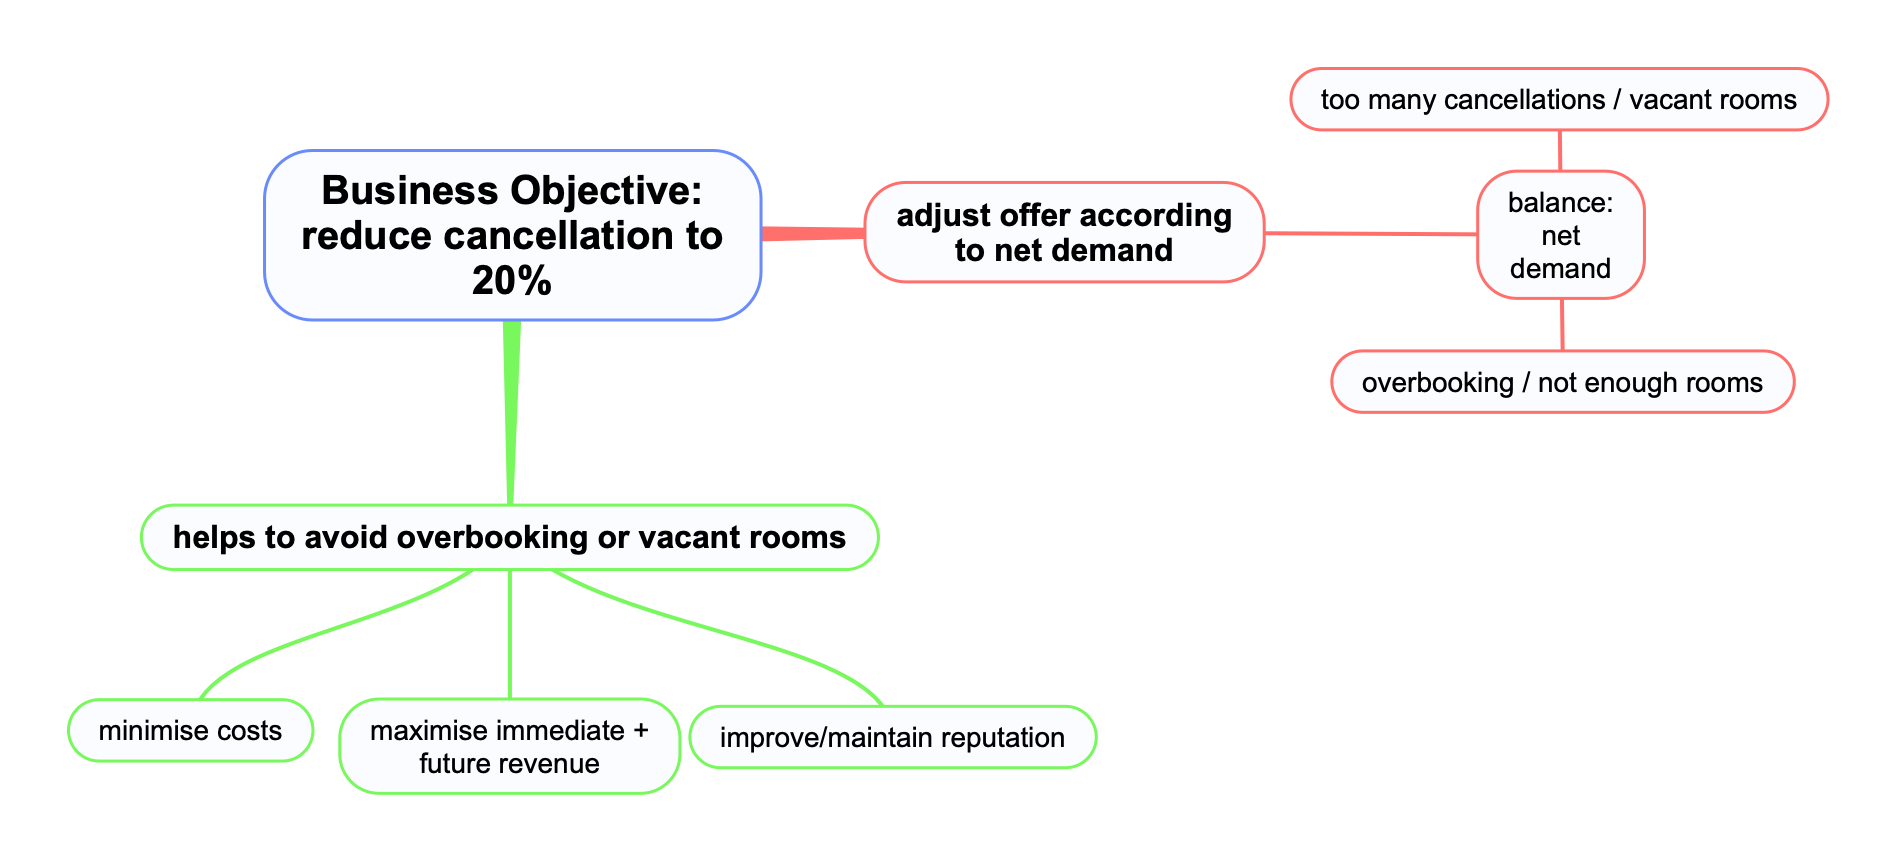 too many cancellations / vacant rooms
Business Objective:
reduce cancellation to
20%
adjust offer according
to net demand
balance:
net
demand
overbooking / not enough rooms
helps to avoid overbooking or vacant rooms
minimise costs
maximise immediate +
future revenue
improve/maintain reputation